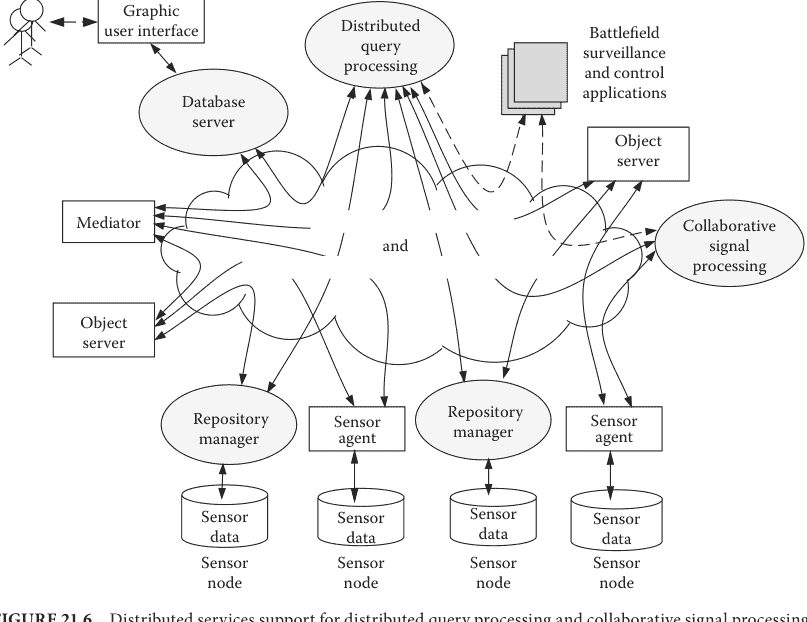 Graphic
user interface
Distributed
query
processing
Battlefield
surveillance
and control
applications
Database
server
Object
server
Mediator
and
Collaborative
signal
processing
Object
server
Repository
manager
Sensor
agent
Repository
manager
Sensor
agent
Sensor
data
Sensor
data
Sensor
data
Sensor
data
Sensor
node
Sensor
node
Sensor
node
Sensor
node
FIGURE 21.6 Distributed services support for distributed query processing and collaborative signal processing